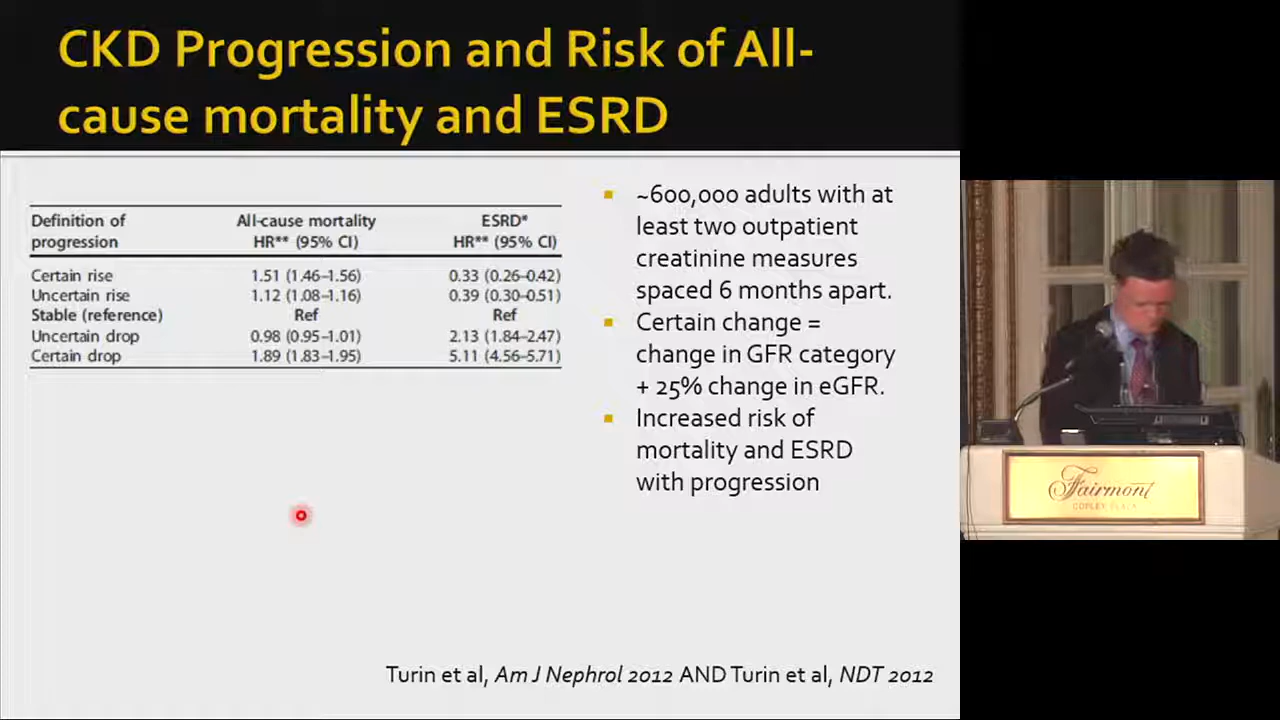 CKD Progression and Risk of All-
cause mortality and ESRD
Definition of progression All-cause mortality HR** (95% CI) ESRD* HR** (95% CI)
Certain rise 1.51 (1.46–1.56) 0.33 (0.26–0.42)
Uncertain rise 1.12 (1.08–1.16) 0.39 (0.30–0.51)
Stable (reference) Ref Ref
Uncertain drop 0.98 (0.95–1.01) 2.13 (1.84–2.47)
Certain drop 1.89 (1.83–1.95) 5.11 (4.56–5.71)
~600,000 adults with at
least two outpatient
creatinine measures
spaced 6 months apart.
Certain change =
change in GFR category
+ 25% change in eGFR.
Increased risk of
mortality and ESRD
with progression
Turin et al, Am J Nephrol 2012 AND Turin et al, NDT 2012
Fairmont
COPLEY PLAZA